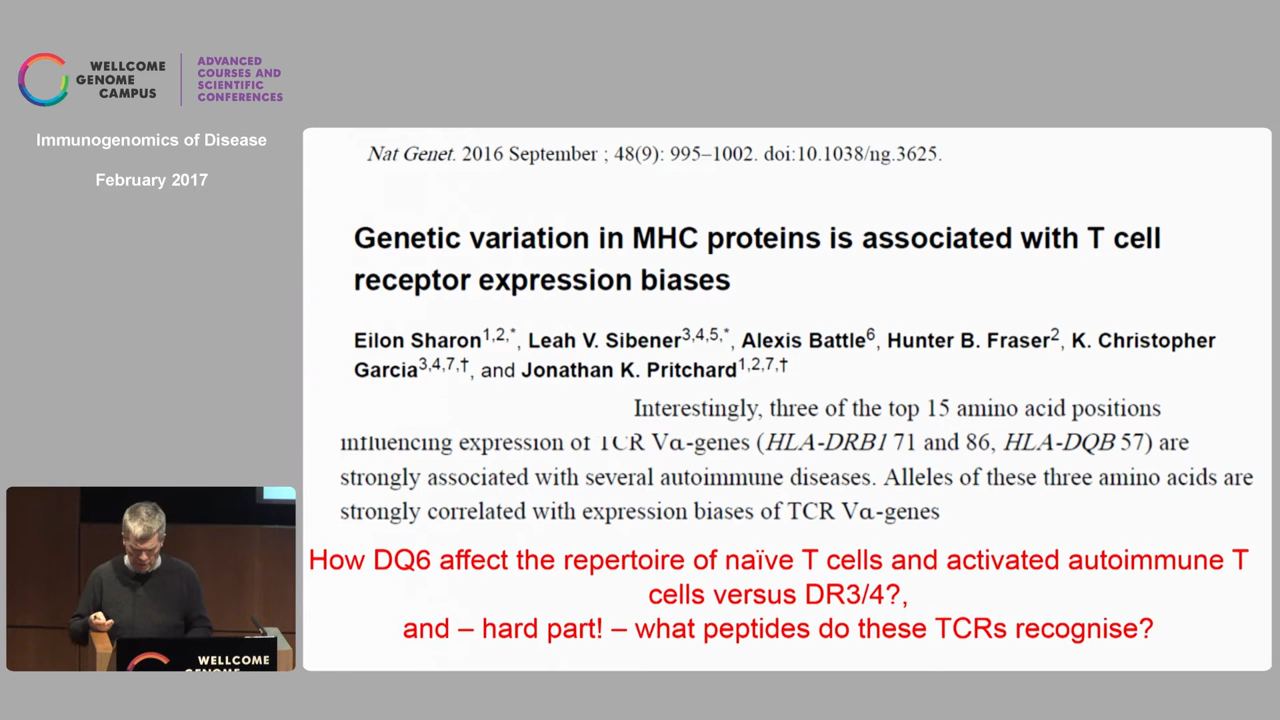 WELLCOME
GENOME
CAMPUS
ADVANCED
COURSES AND
SCIENTIFIC
CONFERENCES
Immunogenomics of Disease
February 2017
Nat Genet. 2016 September ; 48(9): 995–1002. doi:10.1038/ng.3625.
Genetic variation in MHC proteins is associated with T cell
receptor expression biases
Eilon Sharon1,2,*, Leah V. Sibener3,4,5,*, Alexis Battle6, Hunter B. Fraser2, K. Christopher
Garcia3,4,7,†, and Jonathan K. Pritchard1,2,7,†
Interestingly, three of the top 15 amino acid positions
influencing expression of TCR Vα-genes (HLA-DRB1 71 and 86, HLA-DQB 57) are
strongly associated with several autoimmune diseases. Alleles of these three amino acids are
strongly correlated with expression biases of TCR Vα-genes
How DQ6 affect the repertoire of naïve T cells and activated autoimmune T
cells versus DR3/4?,
and – hard part! – what peptides do these TCRs recognise?
WELLCOME
GENOME